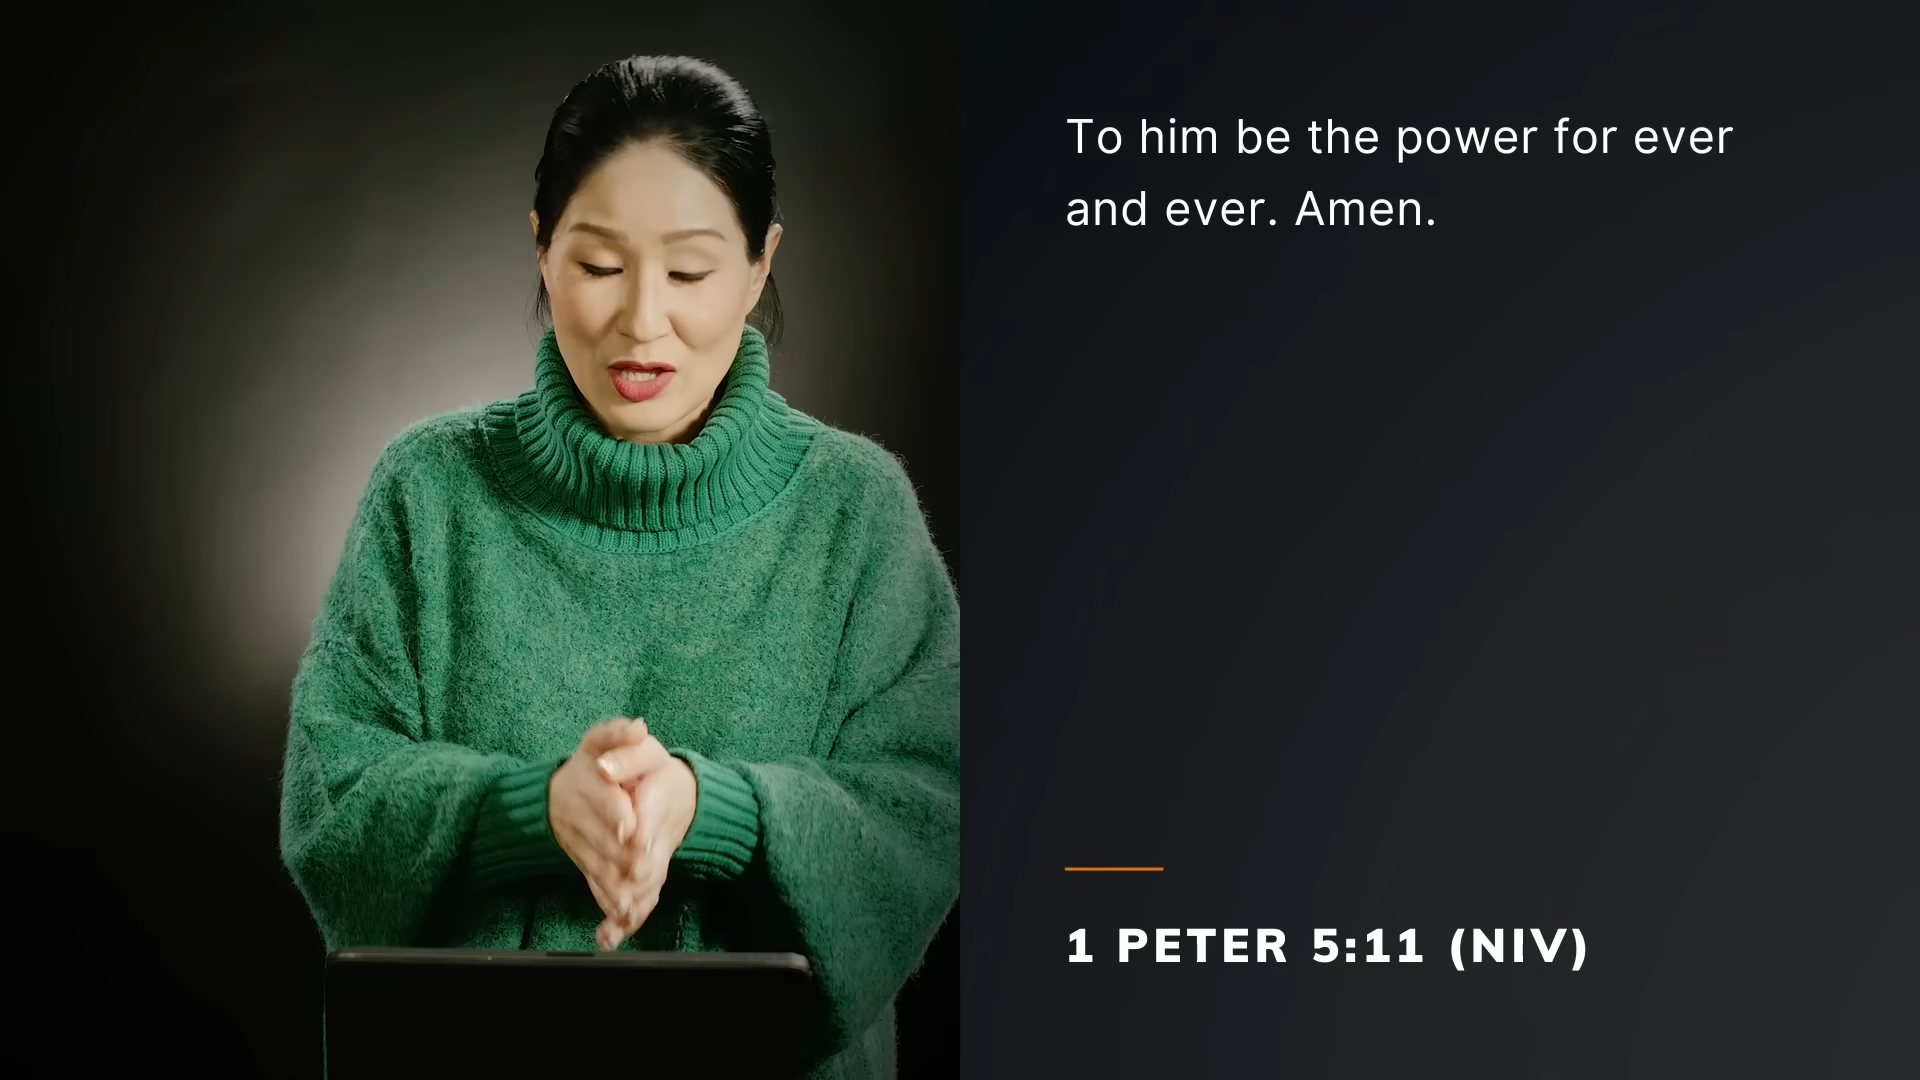 To him be the power for ever
and ever. Amen.
1 PETER 5:11 (NIV)